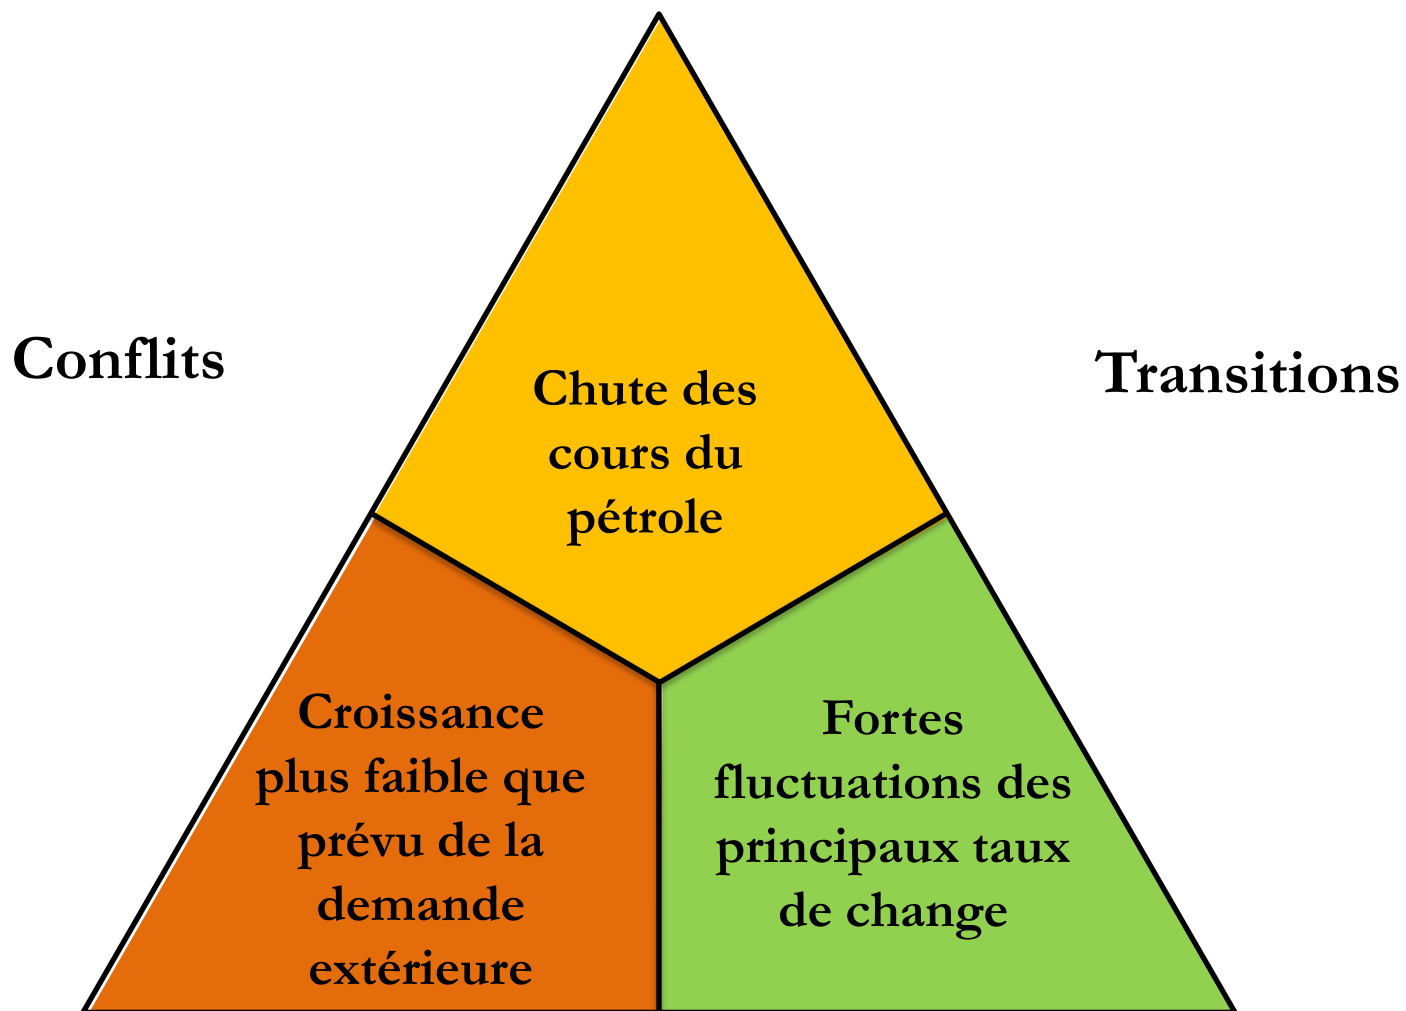 Conflits
Transitions
Chute des
cours du
pétrole
Croissance
plus faible que
prévu de la
demande
extérieure
Fortes
fluctuations des
principaux taux
de change